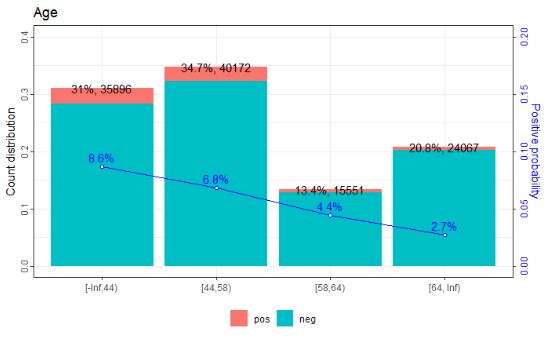 Age
0.4
0.3
0.2
0.1
0.0
Count distribution
31%, 35896
34.7%, 40172
13.4%, 15551
20.8%, 24067
8.6%
6.8%
4.4%
2.7%
0.20
0.15
0.10
0.05
0.00
Positive probability
[-Inf,44)
[44,58)
[58,64)
[64, Inf)
pos
neg